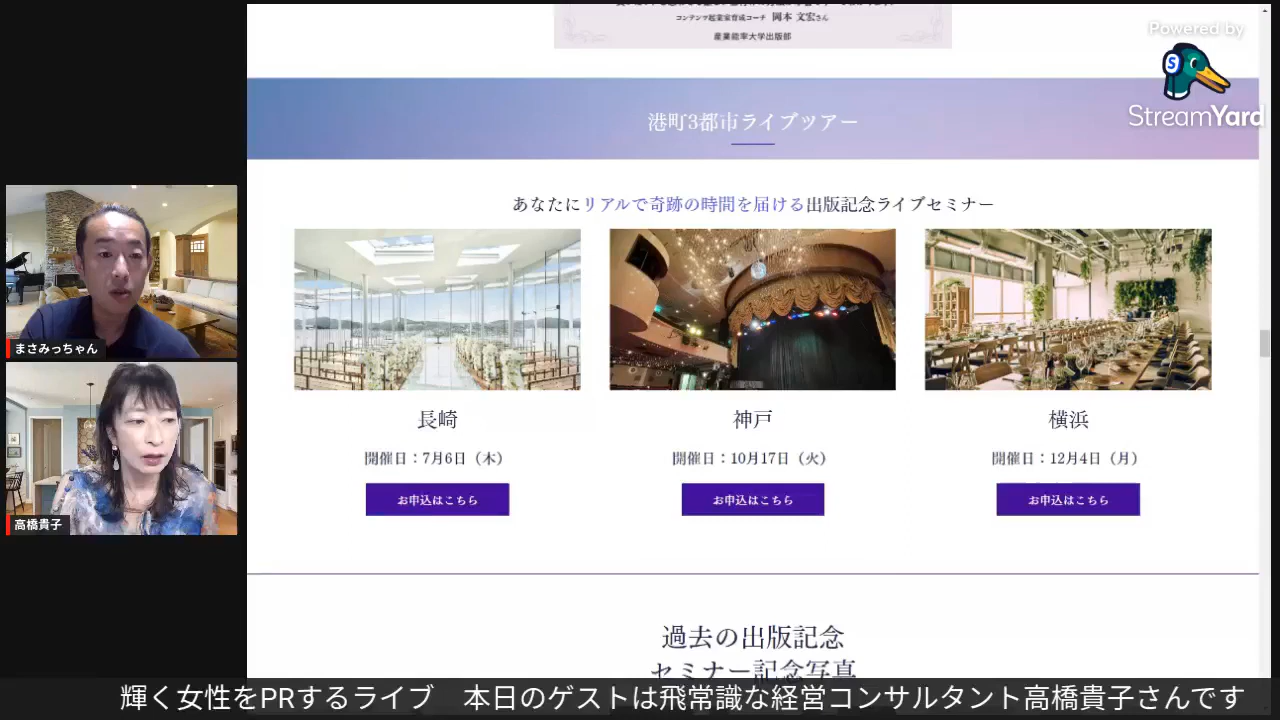 コンテンツ起業家育成コーチ 岡本 文宏さん
産業能率大学出版部
Powered by
StreamYard
港町3都市ライブツアー
あなたにリアルで奇跡の時間を届ける出版記念ライブセミナー
長崎
神戸
横浜
開催日：7月6日（木）
開催日：10月17日（火）
開催日：12月4日（月）
お申込はこちら
お申込はこちら
お申込はこちら
まさみっちゃん
高橋貴子
過去の出版記念
セミナー記念写真
輝く女性をPRするライブ　本日のゲストは飛常識な経営コンサルタント高橋貴子さんです